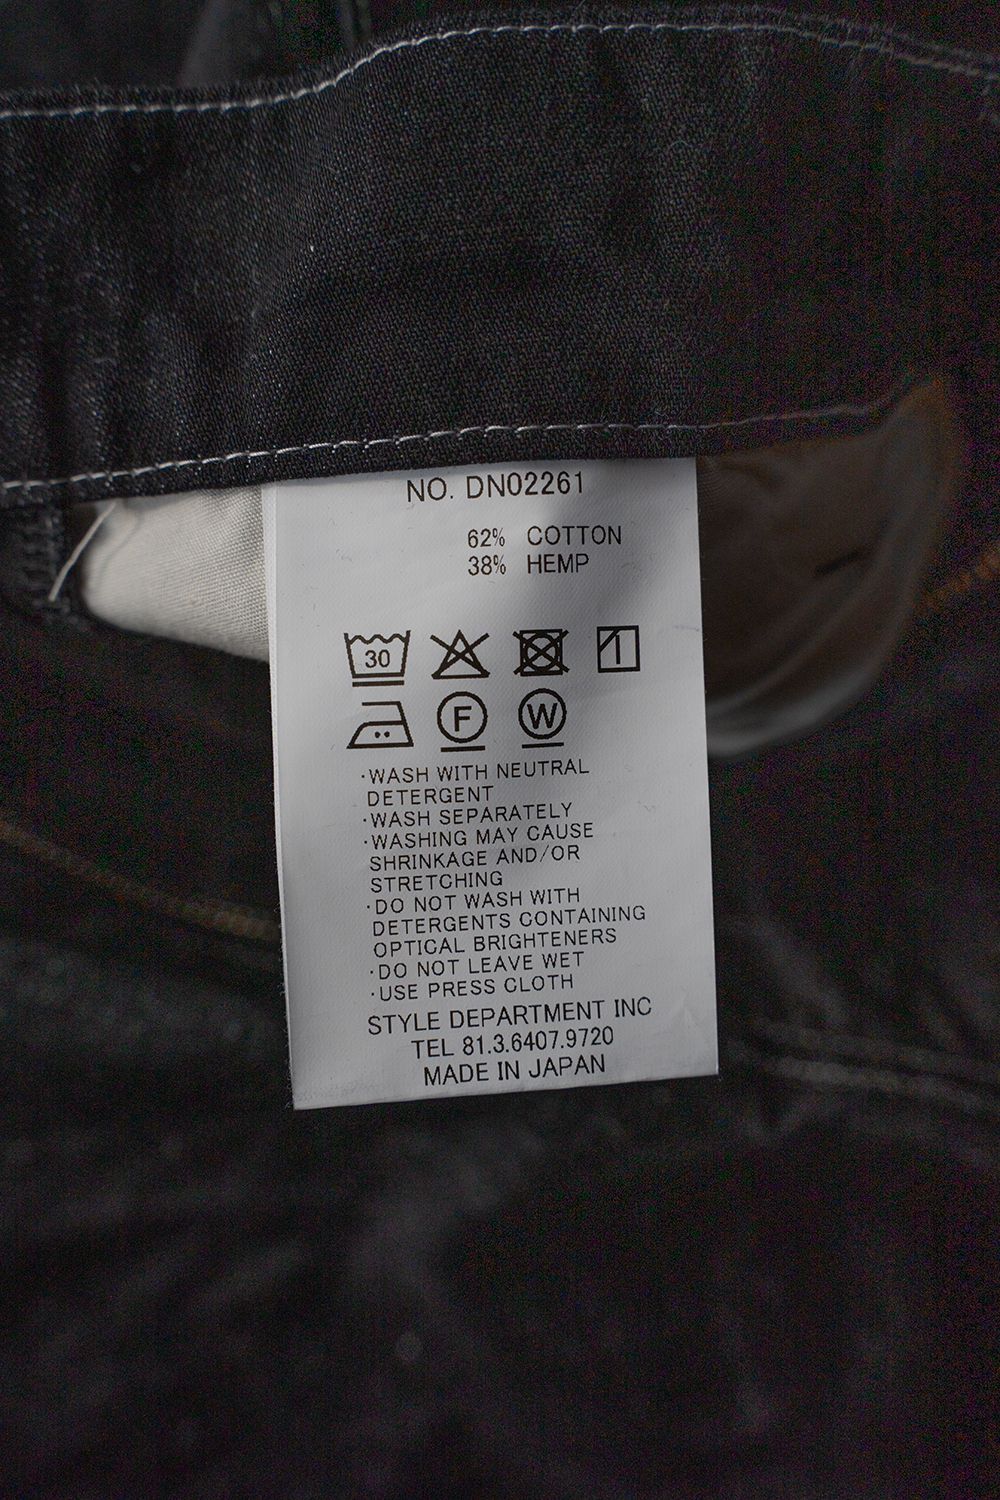 NO. DN02261
62% COTTON
38% HEMP
30
F W
·WASH WITH NEUTRAL
DETERGENT
·WASH SEPARATELY
·WASHING MAY CAUSE
SHRINKAGE AND/OR
STRETCHING
·DO NOT WASH WITH
DETERGENTS CONTAINING
OPTICAL BRIGHTENERS
·DO NOT LEAVE WET
·USE PRESS CLOTH
STYLE DEPARTMENT INC
TEL 81.3.6407.9720
MADE IN JAPAN